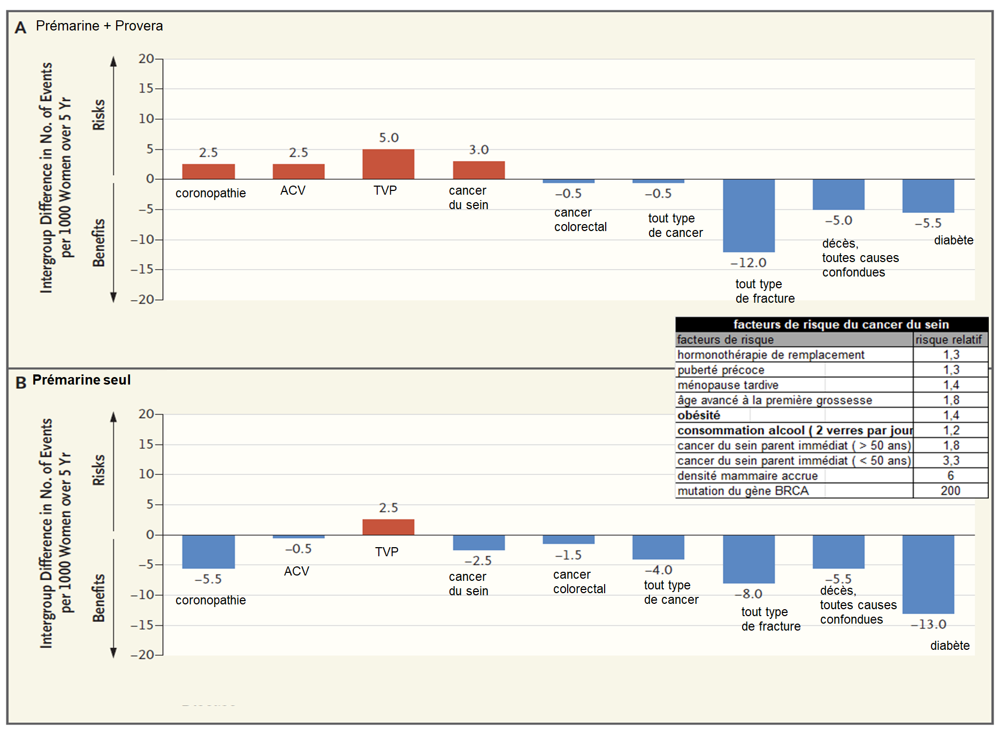 A Prémarine + Provera
Intergroup Difference in No. of Events
per 1000 Women over 5 Yr
Risks
Benefits
20
15
10
5
0
–5
–10
–15
–20
2.5
2.5
5.0
3.0
–0.5
–0.5
–12.0
–5.0
–5.5
coronopathie
ACV
TVP
cancer
du sein
cancer
colorectal
tout type
de cancer
tout type
de fracture
décès,
toutes causes
confondues
diabète
facteurs de risque du cancer du sein
facteurs de risque risque relatif
hormonothérapie de remplacement 1,3
puberté précoce 1,3
ménopause tardive 1,4
âge avancé à la première grossesse 1,8
obésité 1,4
consommation alcool ( 2 verres par jour 1,2
cancer du sein parent immédiat ( > 50 ans) 1,8
cancer du sein parent immédiat ( < 50 ans) 3,3
densité mammaire accrue 6
mutation du gène BRCA 200
B Prémarine seul
Intergroup Difference in No. of Events
per 1000 Women over 5 Yr
Risks
Benefits
20
15
10
5
0
–5
–10
–15
–20
–5.5
–0.5
2.5
–2.5
–1.5
–4.0
–8.0
–5.5
–13.0
coronopathie
ACV
TVP
cancer
du sein
cancer
colorectal
tout type
de cancer
tout type
de fracture
décès,
toutes causes
confondues
diabète